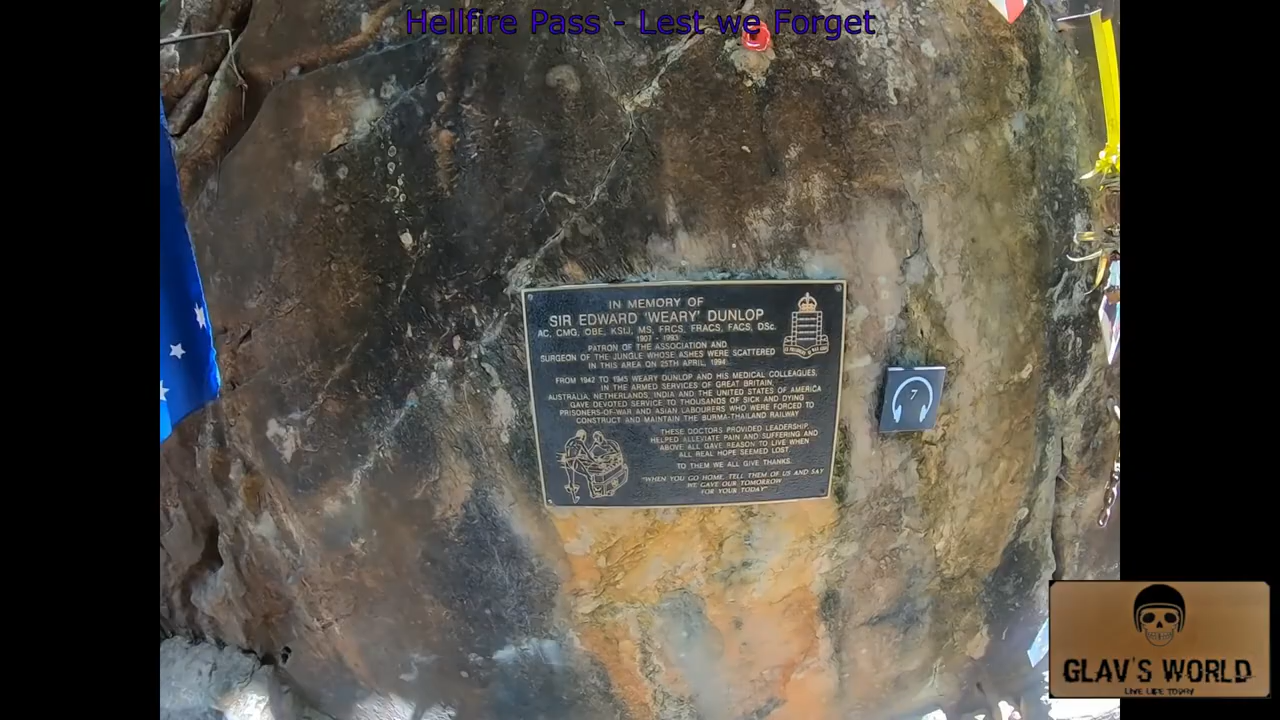 Hellfire Pass - Lest we Forget
IN MEMORY OF
SIR EDWARD 'WEARY' DUNLOP
AC, CMG, OBE, KStJ, MS, FRCS, FRACS, FACS, DSc.
1907 - 1993
PATRON OF THE ASSOCIATION AND
SURGEON OF THE JUNGLE WHOSE ASHES WERE SCATTERED
IN THIS AREA ON 25TH APRIL 1994
FROM 1942 TO 1945 WEARY DUNLOP AND HIS MEDICAL COLLEAGUES,
IN THE ARMED SERVICES OF GREAT BRITAIN,
AUSTRALIA, NETHERLANDS, INDIA AND THE UNITED STATES OF AMERICA
GAVE DEVOTED SERVICE TO THOUSANDS OF SICK AND DYING
PRISONERS-OF-WAR AND ASIAN LABOURERS WHO WERE FORCED TO
CONSTRUCT AND MAINTAIN THE BURMA-THAILAND RAILWAY
THESE DOCTORS PROVIDED LEADERSHIP,
HELPED ALLEVIATE PAIN AND SUFFERING AND
ABOVE ALL GAVE REASON TO LIVE WHEN
ALL REAL HOPE SEEMED LOST.
TO THEM WE ALL GIVE THANKS.
"WHEN YOU GO HOME, TELL THEM OF US AND SAY
WE GAVE OUR TOMORROW
FOR YOUR TODAY"
7
GLAV'S WORLD
LIVE LIFE TODAY